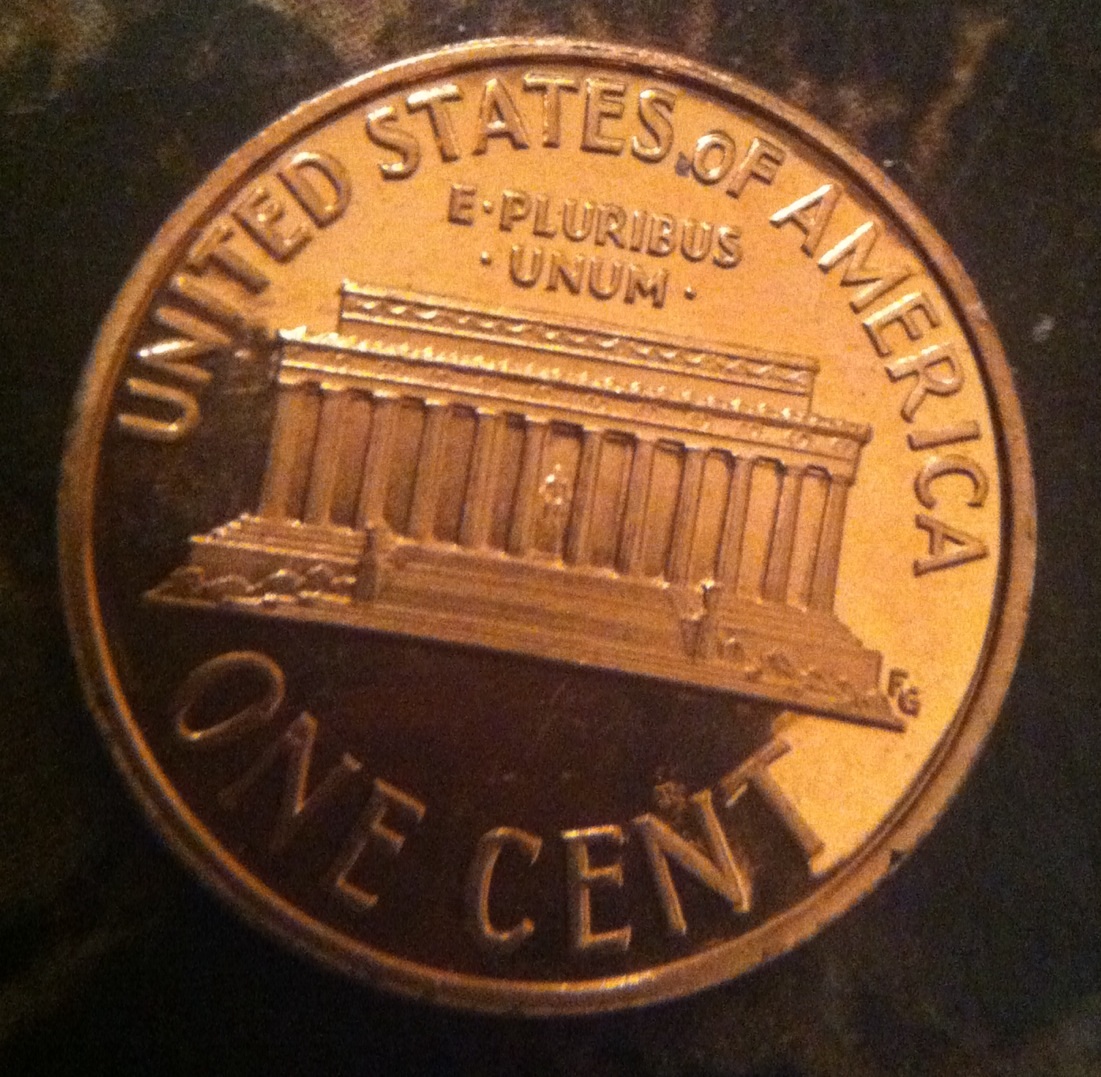 UNITED STATES OF AMERICA
E·PLURIBUS
·UNUM·
FG
ONE CENT